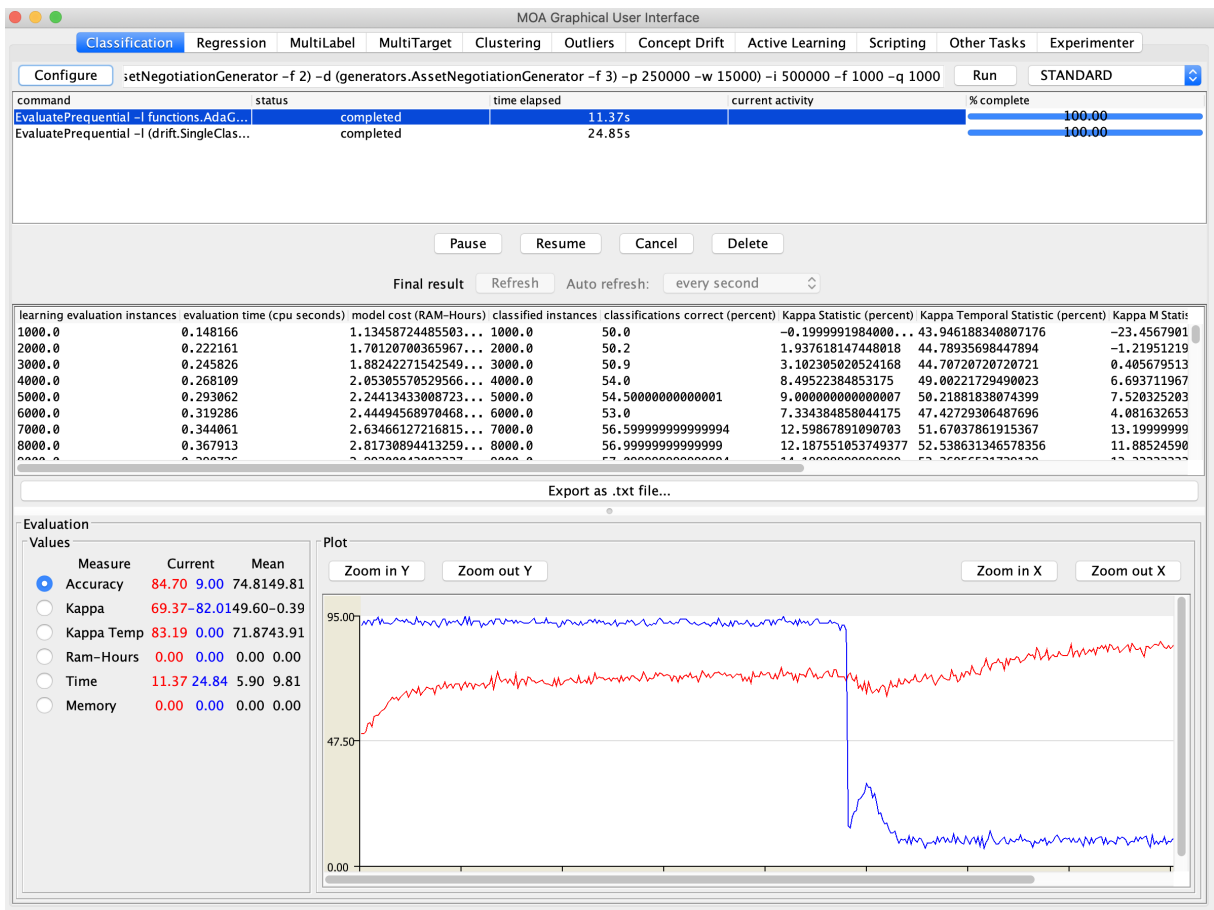 MOA Graphical User Interface
Classification Regression MultiLabel MultiTarget Clustering Outliers Concept Drift Active Learning Scripting Other Tasks Experimenter
Configure setNegotiationGenerator -f 2) -d (generators.AssetNegotiationGenerator -f 3) -p 250000 -w 15000) -i 500000 -f 1000 -q 1000 Run STANDARD
command status time elapsed current activity % complete
EvaluatePrequential -l functions.AdaG... completed 11.37s 100.00
EvaluatePrequential -l (drift.SingleClas... completed 24.85s 100.00
Pause Resume Cancel Delete
Final result Refresh Auto refresh: every second
learning evaluation instances evaluation time (cpu seconds) model cost (RAM-Hours) classified instances classifications correct (percent) Kappa Statistic (percent) Kappa Temporal Statistic (percent) Kappa M Statis
1000.0 0.148166 1.13458724485503... 1000.0 50.0 -0.1999991984000... 43.946188340807176 -23.4567901
2000.0 0.222161 1.70120700365967... 2000.0 50.2 1.937618147448018 44.78935698447894 -1.21951219
3000.0 0.245826 1.88242271542549... 3000.0 50.9 3.102305020524168 44.70720720720721 0.405679513
4000.0 0.268109 2.05305570529566... 4000.0 54.0 8.49522384853175 49.00221729490023 6.693711967
5000.0 0.293062 2.24413433008723... 5000.0 54.50000000000001 9.000000000000007 50.21881838074399 7.520325203
6000.0 0.319286 2.44494568970468... 6000.0 53.0 7.334384858044175 47.42729306487696 4.081632653
7000.0 0.344061 2.63466127216815... 7000.0 56.599999999999994 12.59867891090703 51.67037861915367 13.19999999
8000.0 0.367913 2.81730894413259... 8000.0 56.99999999999999 12.187551053749377 52.538631346578356 11.88524590
Export as .txt file...
Evaluation
Values
Measure Current Mean
Accuracy 84.70 9.00 74.81 49.81
Kappa 69.37 -82.01 49.60 -0.39
Kappa Temp 83.19 0.00 71.87 43.91
Ram-Hours 0.00 0.00 0.00 0.00
Time 11.37 24.84 5.90 9.81
Memory 0.00 0.00 0.00 0.00
Plot
Zoom in Y Zoom out Y Zoom in X Zoom out X
95.00
47.50
0.00